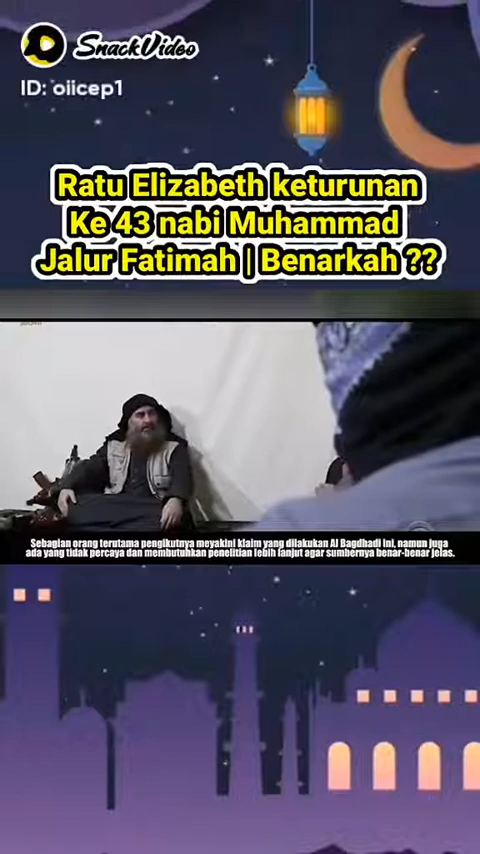 SnackVideo
ID: oiicep1
Ratu Elizabeth keturunan
Ke 43 nabi Muhammad
Jalur Fatimah | Benarkah ??
Sebagian orang terutama pengikutnya meyakini klaim yang dilakukan Al Bagdhadi ini, namun juga
ada yang tidak percaya dan membutuhkan penelitian lebih lanjut agar sumbernya benar-benar jelas.